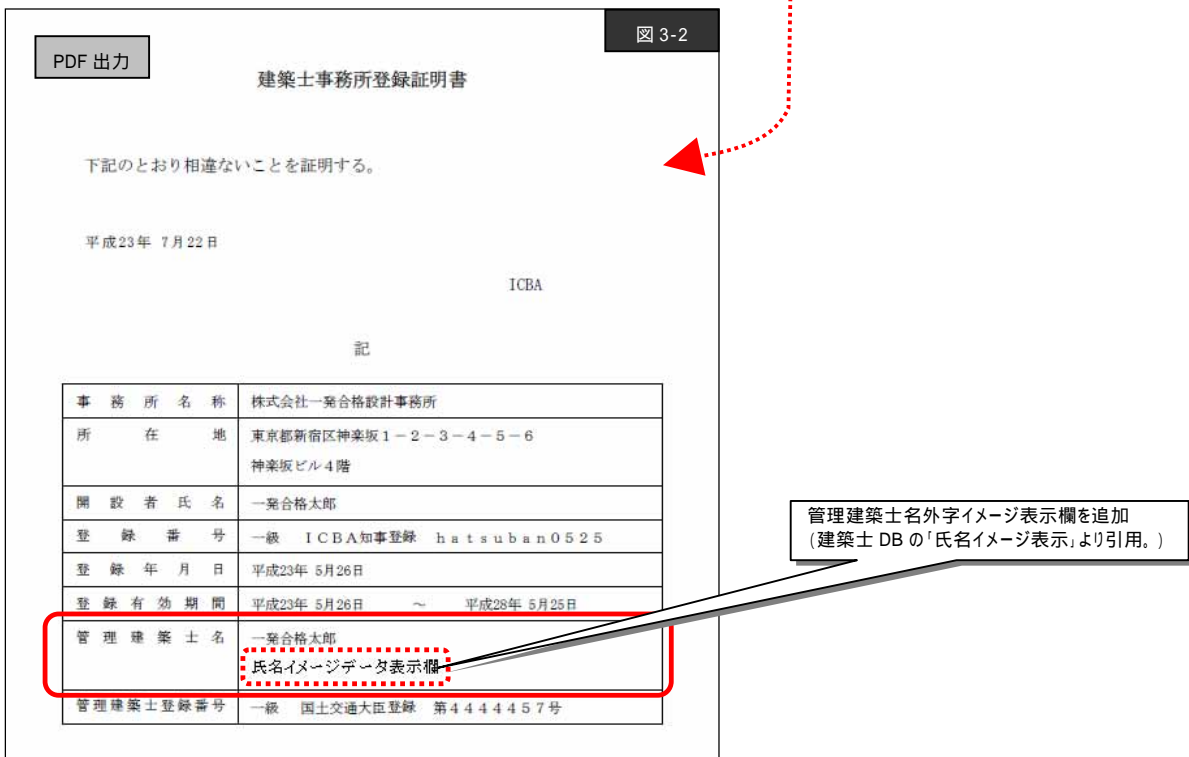 図 3-2
PDF 出力
建築士事務所登録証明書
下記のとおり相違ないことを証明する。
平成23年 7月22日
ICBA
記
事務所名称 株式会社一発合格設計事務所
所在地 東京都新宿区神楽坂1－2－3－4－5－6
神楽坂ビル4階
開設者氏名 一発合格太郎
登録番号 一級 ICBA知事登録 hatsuban0525
登録年月日 平成23年 5月26日
登録有効期間 平成23年 5月26日 ～ 平成28年 5月25日
管理建築士名 一発合格太郎
氏名イメージデータ表示欄
管理建築士登録番号 一級 国土交通大臣登録 第4444457号
管理建築士名外字イメージ表示欄を追加
(建築士 DB の「氏名イメージ表示」より引用。)